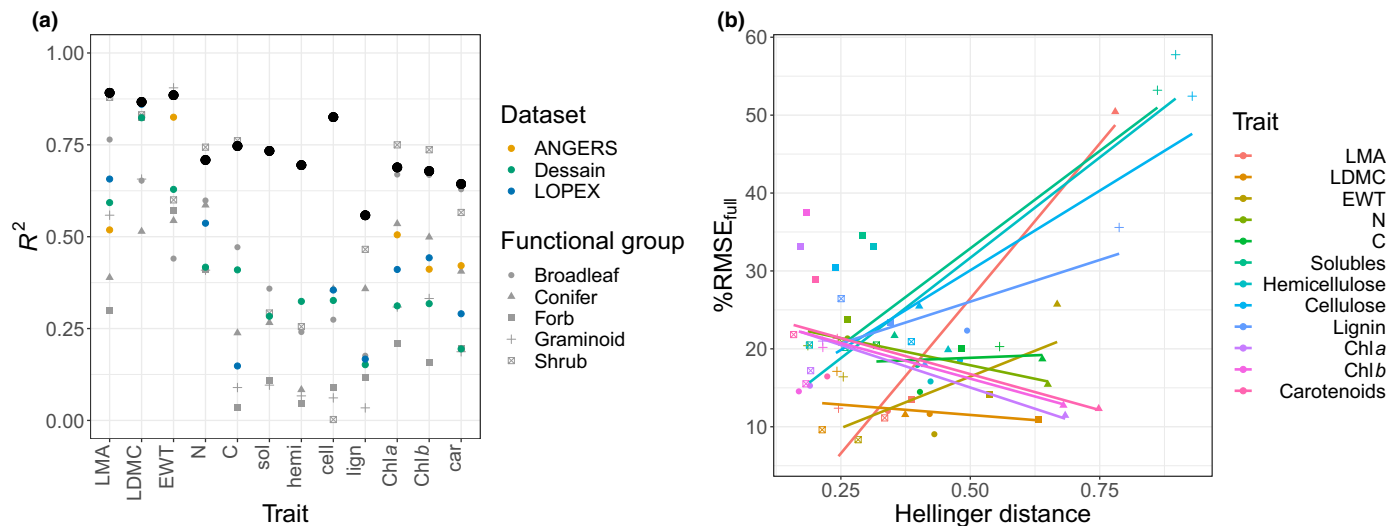 (a)
1.00
0.75
0.50
0.25
0.00
R²
LMA
LDMC
EWT
N
C
sol
hemi
cell
lign
Chla
Chlb
car
Trait
Dataset
ANGERS
Dessain
LOPEX
Functional group
Broadleaf
Conifer
Forb
Graminoid
Shrub
(b)
60
50
40
30
20
10
%RMSEfull
0.25
0.50
0.75
Hellinger distance
Trait
LMA
LDMC
EWT
N
C
Solubles
Hemicellulose
Cellulose
Lignin
Chla
Chlb
Carotenoids